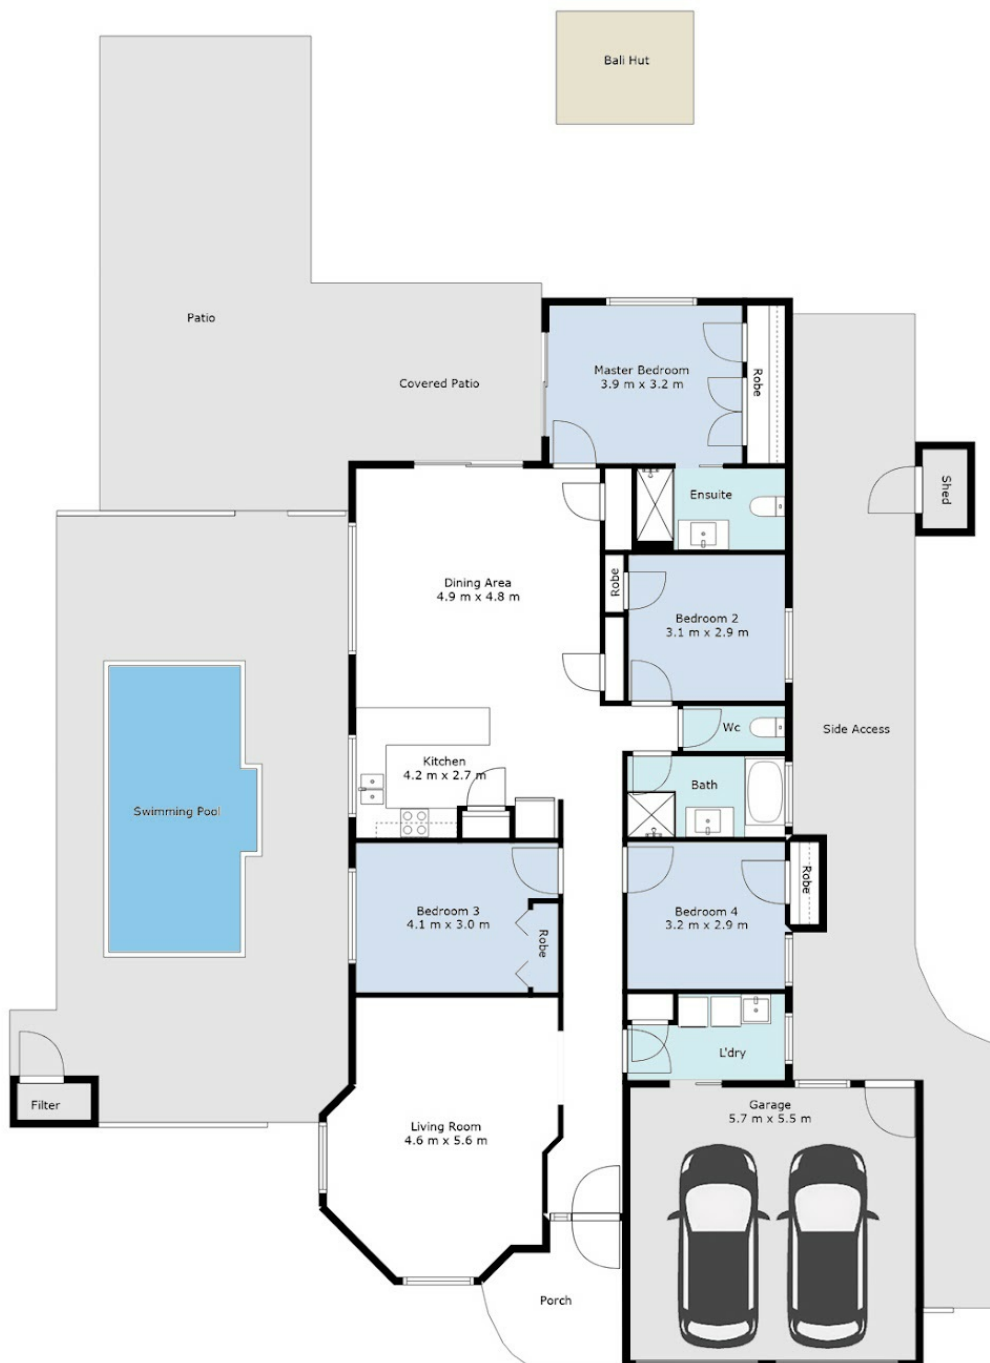 Bali Hut
Patio
Covered Patio
Master Bedroom
3.9 m x 3.2 m
Robe
Ensuite
Shed
Dining Area
4.9 m x 4.8 m
Robe
Bedroom 2
3.1 m x 2.9 m
Wc
Side Access
Kitchen
4.2 m x 2.7 m
Bath
Swimming Pool
Bedroom 3
4.1 m x 3.0 m
Robe
Bedroom 4
3.2 m x 2.9 m
Robe
L'dry
Filter
Living Room
4.6 m x 5.6 m
Garage
5.7 m x 5.5 m
Porch